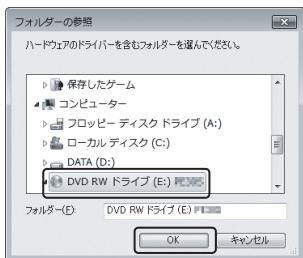 フォルダーの参照
ハードウェアのドライバーを含むフォルダーを選んでください。
保存したゲーム
コンピューター
フロッピー ディスク ドライブ (A:)
ローカル ディスク (C:)
DATA (D:)
DVD RW ドライブ (E:)
フォルダー(F): DVD RW ドライブ (E:)
OK キャンセル